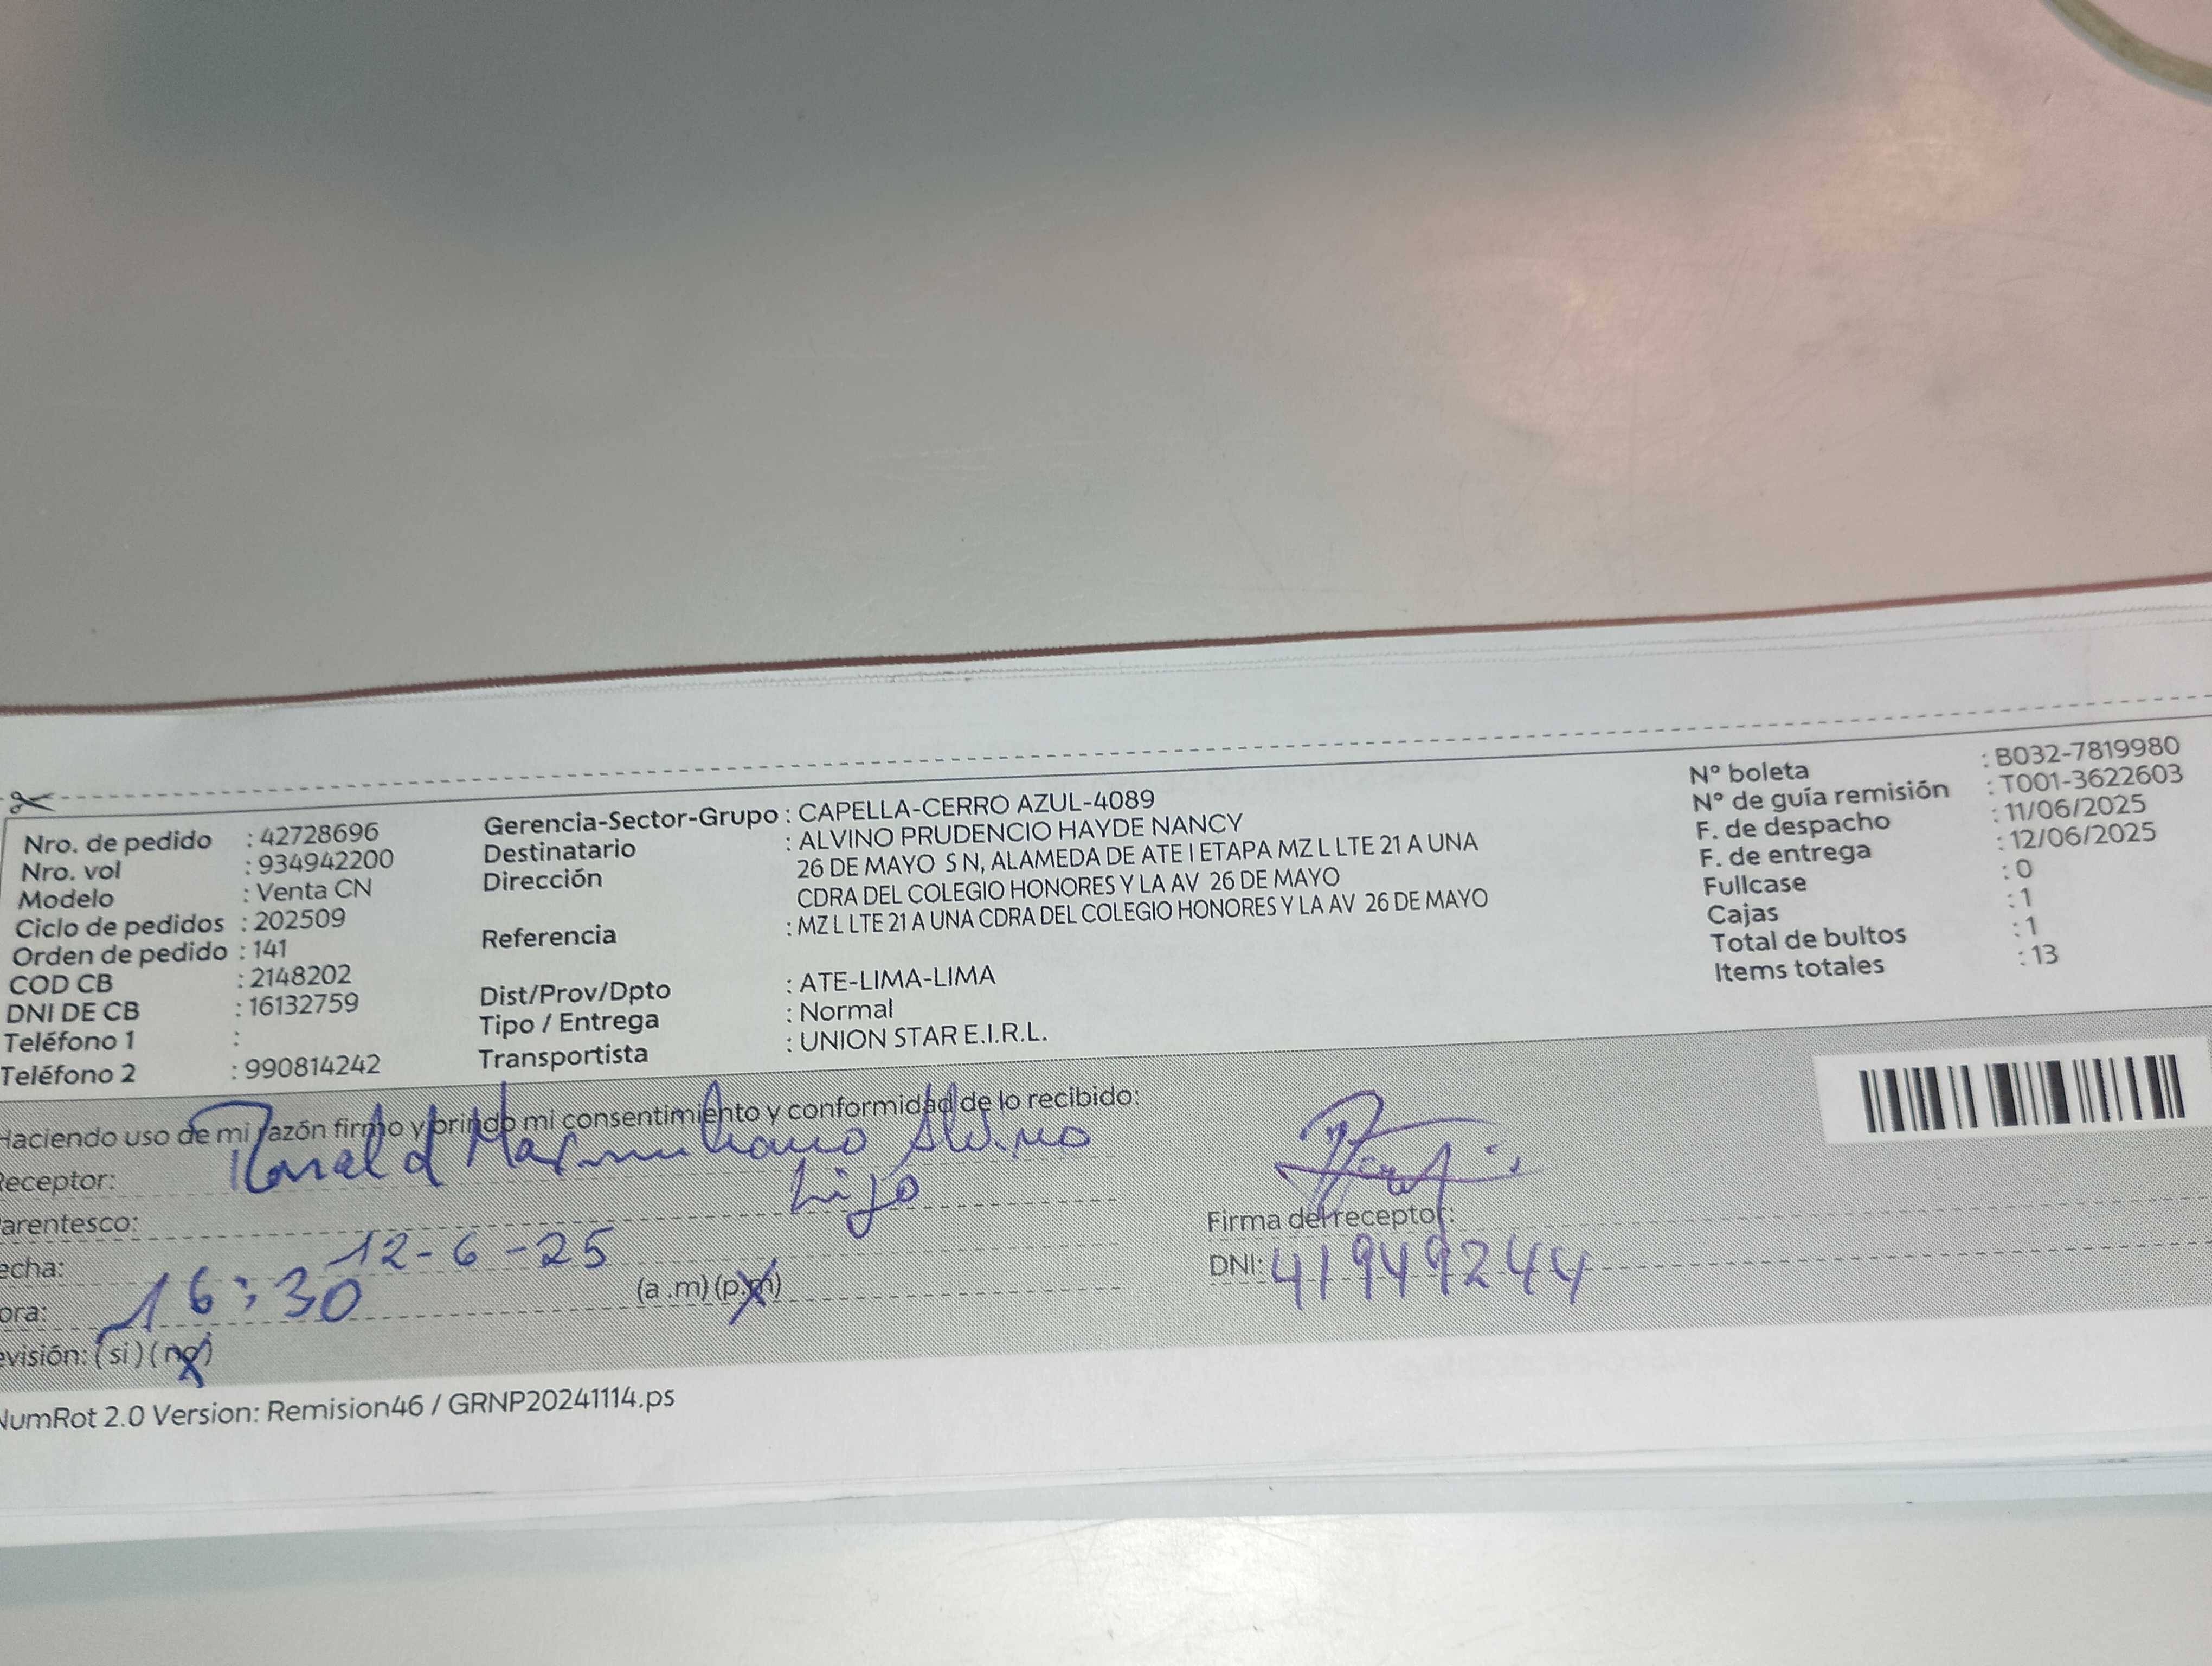 Nro. de pedido : 42728696
Nro. vol : 934942200
Modelo : Venta CN
Ciclo de pedidos : 202509
Orden de pedido : 141
COD CB : 2148202
DNI DE CB : 16132759
Teléfono 1 :
Teléfono 2 : 990814242
Gerencia-Sector-Grupo : CAPELLA-CERRO AZUL-4089
Destinatario : ALVINO PRUDENCIO HAYDE NANCY
Dirección 26 DE MAYO S N, ALAMEDA DE ATE I ETAPA MZ L LTE 21 A UNA
CDRA DEL COLEGIO HONORES Y LA AV 26 DE MAYO
Referencia : MZ L LTE 21 A UNA CDRA DEL COLEGIO HONORES Y LA AV 26 DE MAYO
Dist/Prov/Dpto : ATE-LIMA-LIMA
Tipo / Entrega : Normal
Transportista : UNION STAR E.I.R.L.
N° boleta : B032-7819980
N° de guía remisión : T001-3622603
F. de despacho : 11/06/2025
F. de entrega : 12/06/2025
Fullcase : 0
Cajas : 1
Total de bultos : 1
Items totales : 13
Haciendo uso de mi razón firmo y brindo mi consentimiento y conformidad de lo recibido:
Receptor: Ronald Maximiliano Alvino
arentesco: hijo
echa: 12-6-25
ora: 16:30 (a.m) (p.m)
evisión: (si) (no)
Firma del receptor:
DNI: 41949244
NumRot 2.0 Version: Remision46 / GRNP20241114.ps